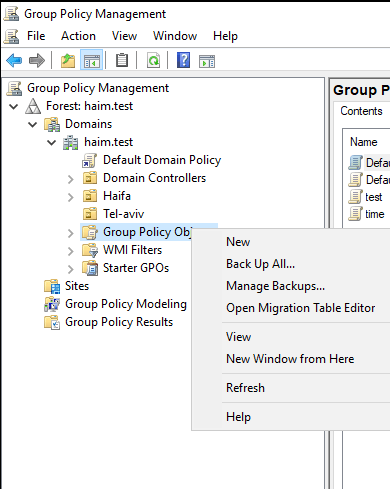 Group Policy Management
File Action View Window Help
Group Policy Management
Forest: haim.test
Domains
haim.test
Default Domain Policy
Domain Controllers
Haifa
Tel-aviv
Group Policy Obj
WMI Filters
Starter GPOs
Sites
Group Policy Modeling
Group Policy Results
New
Back Up All...
Manage Backups...
Open Migration Table Editor
View
New Window from Here
Refresh
Help
Group P
Contents
Name
Defa
Defa
test
time